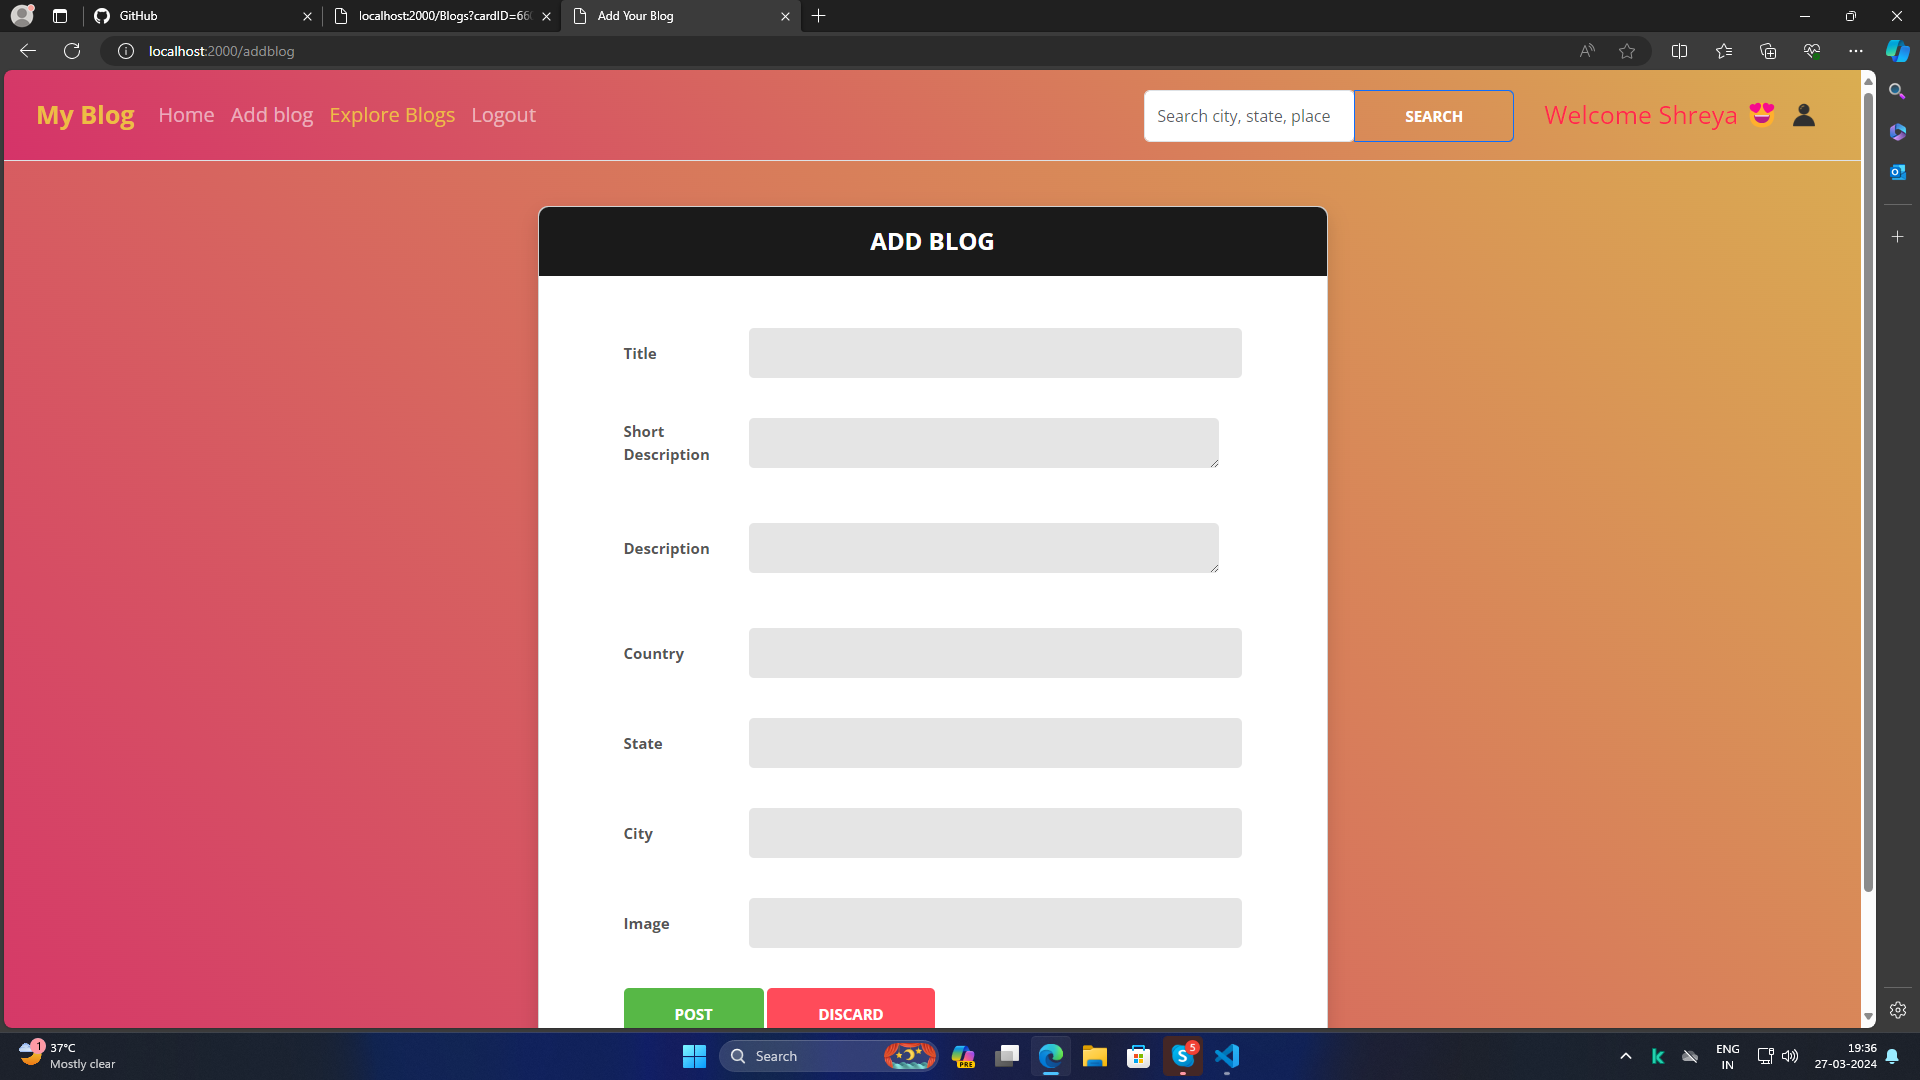 GitHub
localhost:2000/Blogs?cardID=66
Add Your Blog
localhost:2000/addblog
My Blog
Home
Add blog
Explore Blogs
Logout
Search city, state, place
SEARCH
Welcome Shreya 😍
ADD BLOG
Title
Short
Description
Description
Country
State
City
Image
POST
DISCARD
1
37°C
Mostly clear
Search
PRE
5
ENG
IN
19:36
27-03-2024